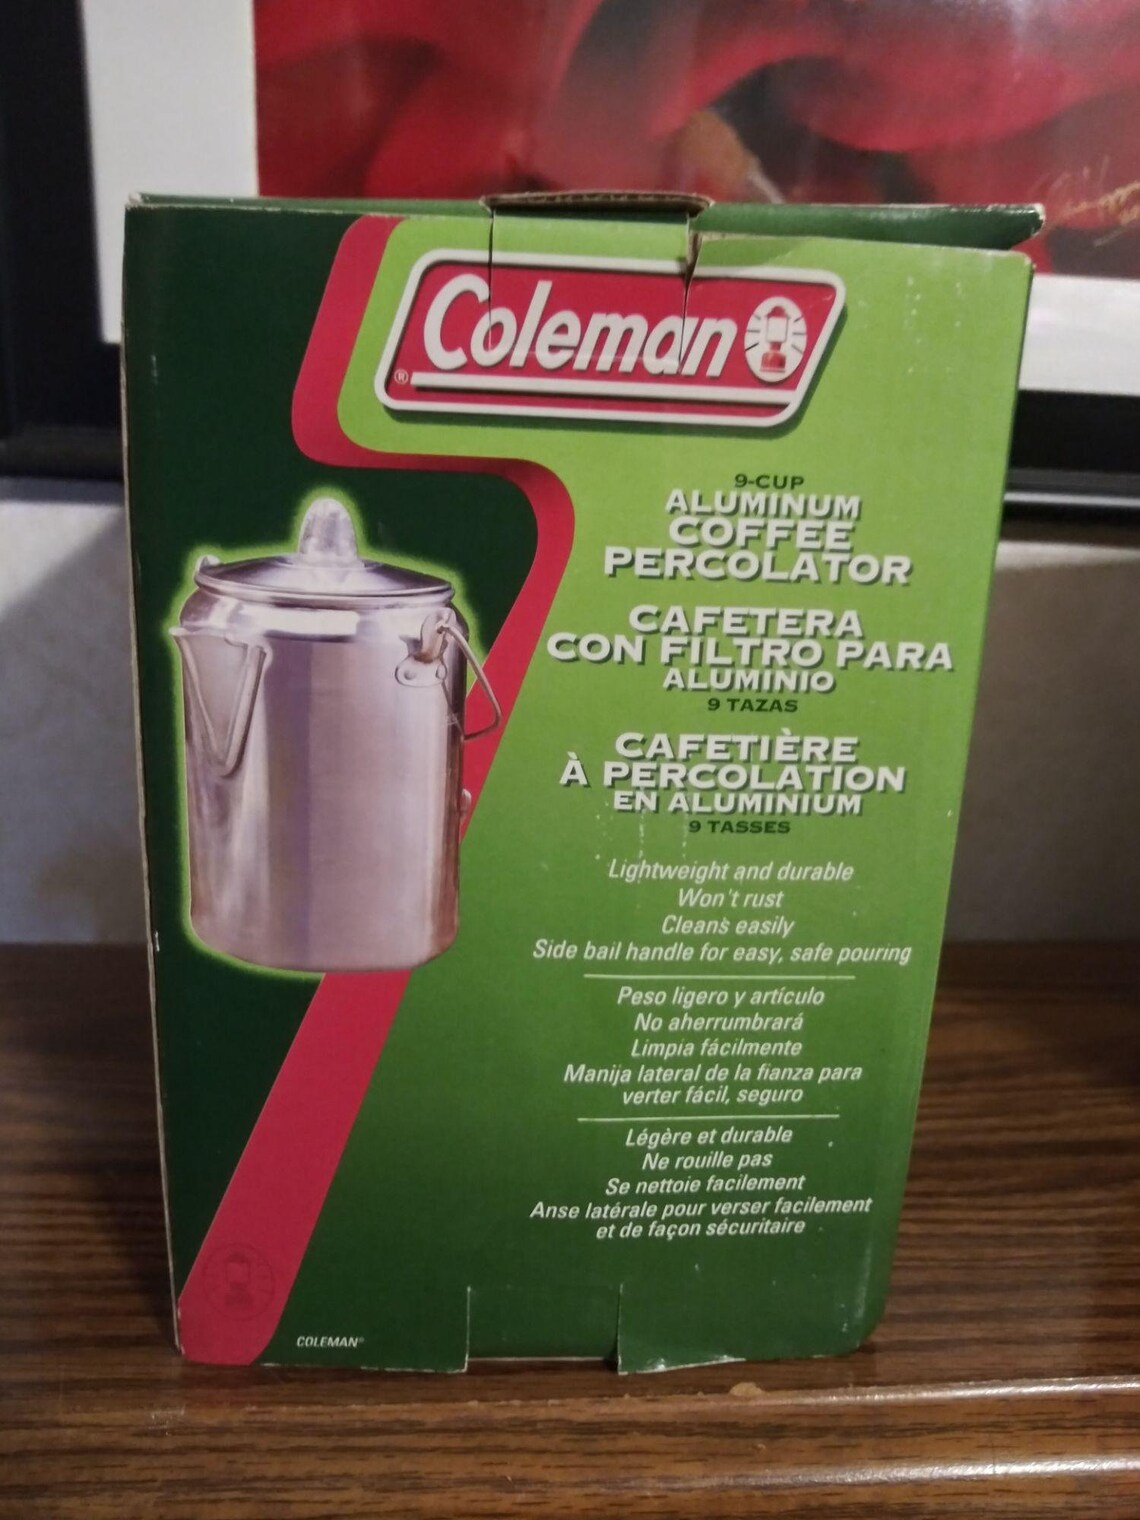 Coleman
®
9-CUP
ALUMINUM
COFFEE
PERCOLATOR
CAFETERA
CON FILTRO PARA
ALUMINIO
9 TAZAS
CAFETIÈRE
À PERCOLATION
EN ALUMINIUM
9 TASSES
Lightweight and durable
Won't rust
Cleans easily
Side bail handle for easy, safe pouring
Peso ligero y artículo
No aherrumbrará
Limpia fácilmente
Manija lateral de la fianza para
verter fácil, seguro
Légère et durable
Ne rouille pas
Se nettoie facilement
Anse latérale pour verser facilement
et de façon sécuritaire
COLEMAN®